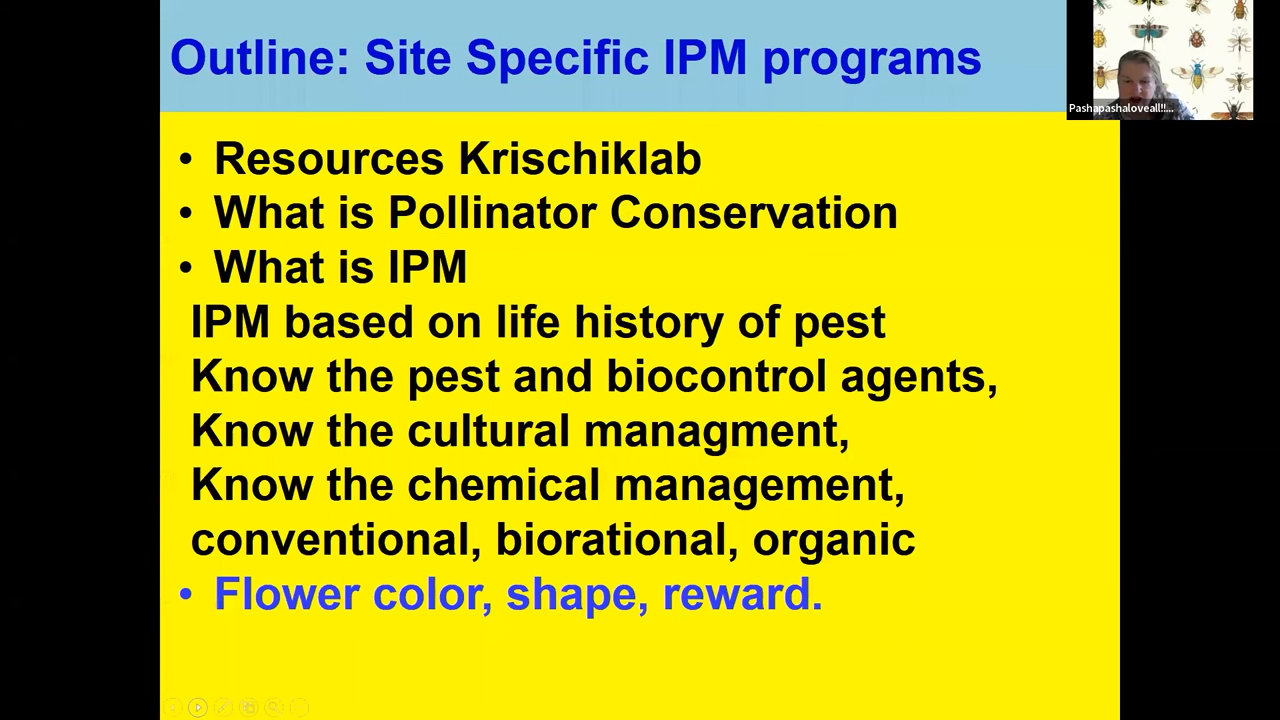 Outline: Site Specific IPM programs
Pashapashaloveall!!...
• Resources Krischiklab
• What is Pollinator Conservation
• What is IPM
IPM based on life history of pest
Know the pest and biocontrol agents,
Know the cultural managment,
Know the chemical management,
conventional, biorational, organic
• Flower color, shape, reward.